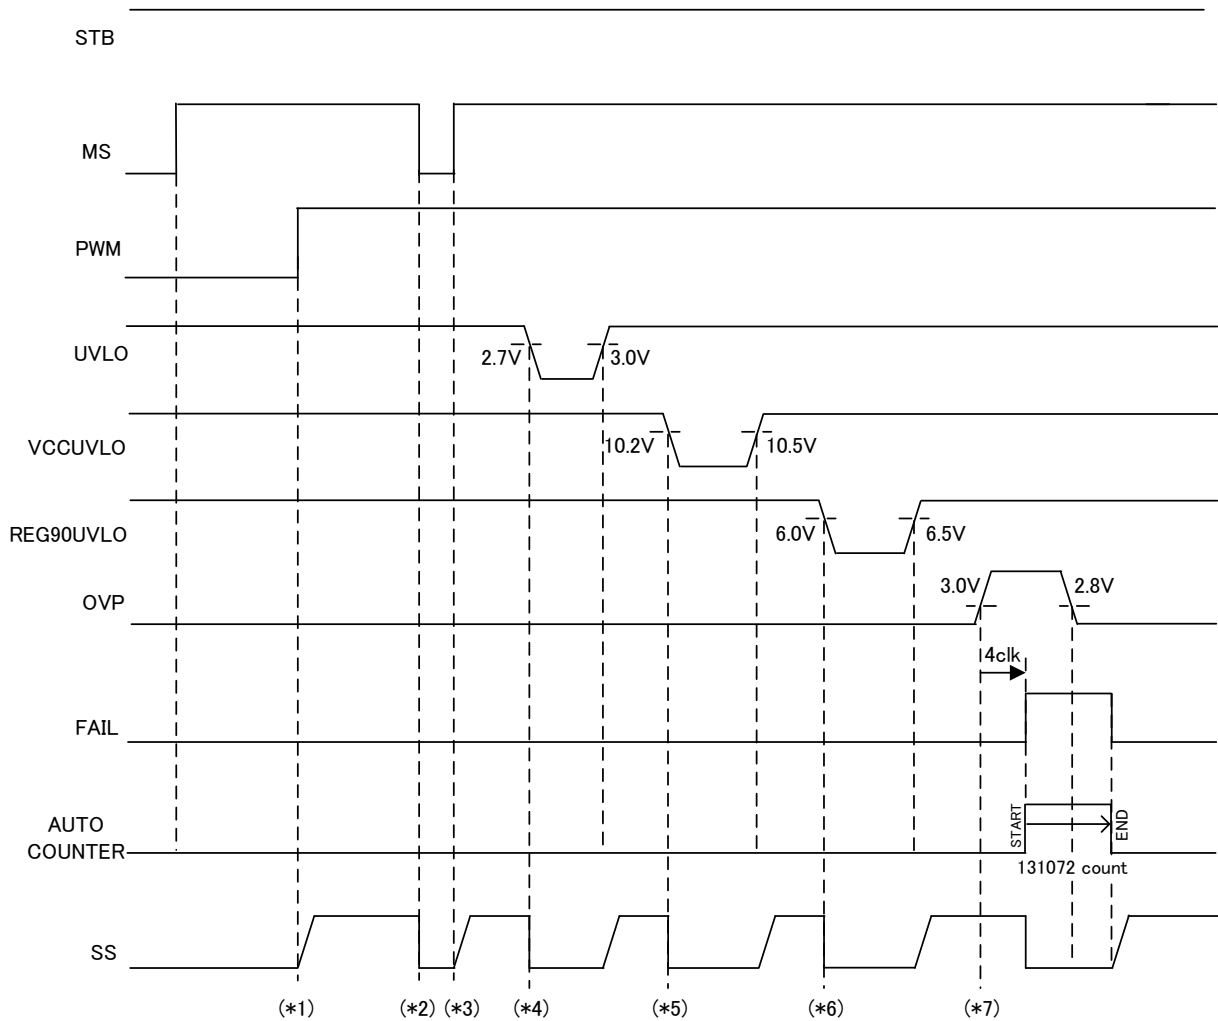 STB
MS
PWM
UVLO
2.7V
3.0V
VCCUVLO
10.2V
10.5V
REG90UVLO
6.0V
6.5V
OVP
3.0V
2.8V
4clk
FAIL
AUTO
COUNTER
START
END
131072 count
SS
(*1) (*2) (*3) (*4) (*5) (*6) (*7)